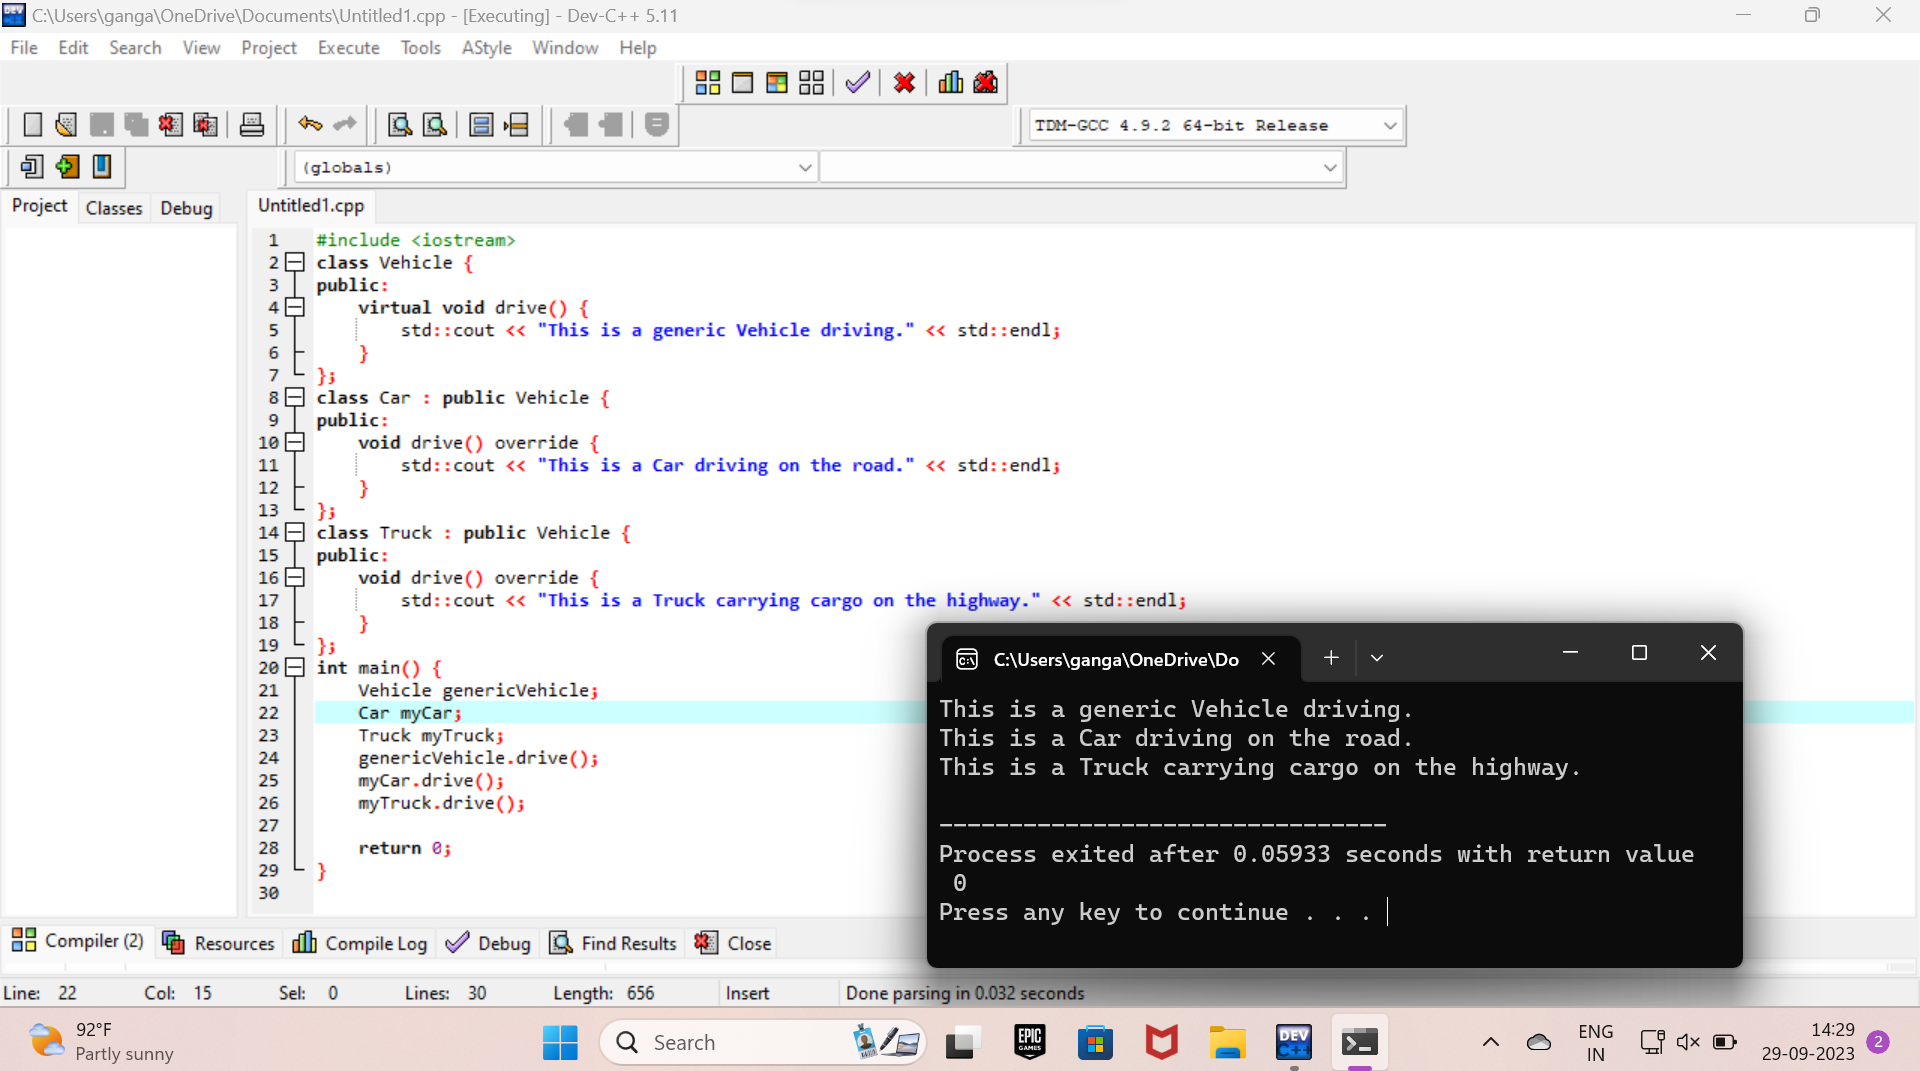 C:\Users\ganga\OneDrive\Documents\Untitled1.cpp - [Executing] - Dev-C++ 5.11
File Edit Search View Project Execute Tools AStyle Window Help
TDM-GCC 4.9.2 64-bit Release
(globals)
Project Classes Debug Untitled1.cpp
1 #include <iostream>
2 class Vehicle {
3 public:
4 virtual void drive() {
5 std::cout << "This is a generic Vehicle driving." << std::endl;
6 }
7 };
8 class Car : public Vehicle {
9 public:
10 void drive() override {
11 std::cout << "This is a Car driving on the road." << std::endl;
12 }
13 };
14 class Truck : public Vehicle {
15 public:
16 void drive() override {
17 std::cout << "This is a Truck carrying cargo on the highway." << std::endl;
18 }
19 };
20 int main() {
21 Vehicle genericVehicle;
22 Car myCar;
23 Truck myTruck;
24 genericVehicle.drive();
25 myCar.drive();
26 myTruck.drive();
27
28 return 0;
29 }
30
C:\Users\ganga\OneDrive\Do
This is a generic Vehicle driving.
This is a Car driving on the road.
This is a Truck carrying cargo on the highway.
--------------------------------
Process exited after 0.05933 seconds with return value
0
Press any key to continue . . .
Compiler (2) Resources Compile Log Debug Find Results Close
Line: 22 Col: 15 Sel: 0 Lines: 30 Length: 656 Insert Done parsing in 0.032 seconds
92°F
Partly sunny
Search
EPIC GAMES
DEV C++
ENG
IN
14:29
29-09-2023
2